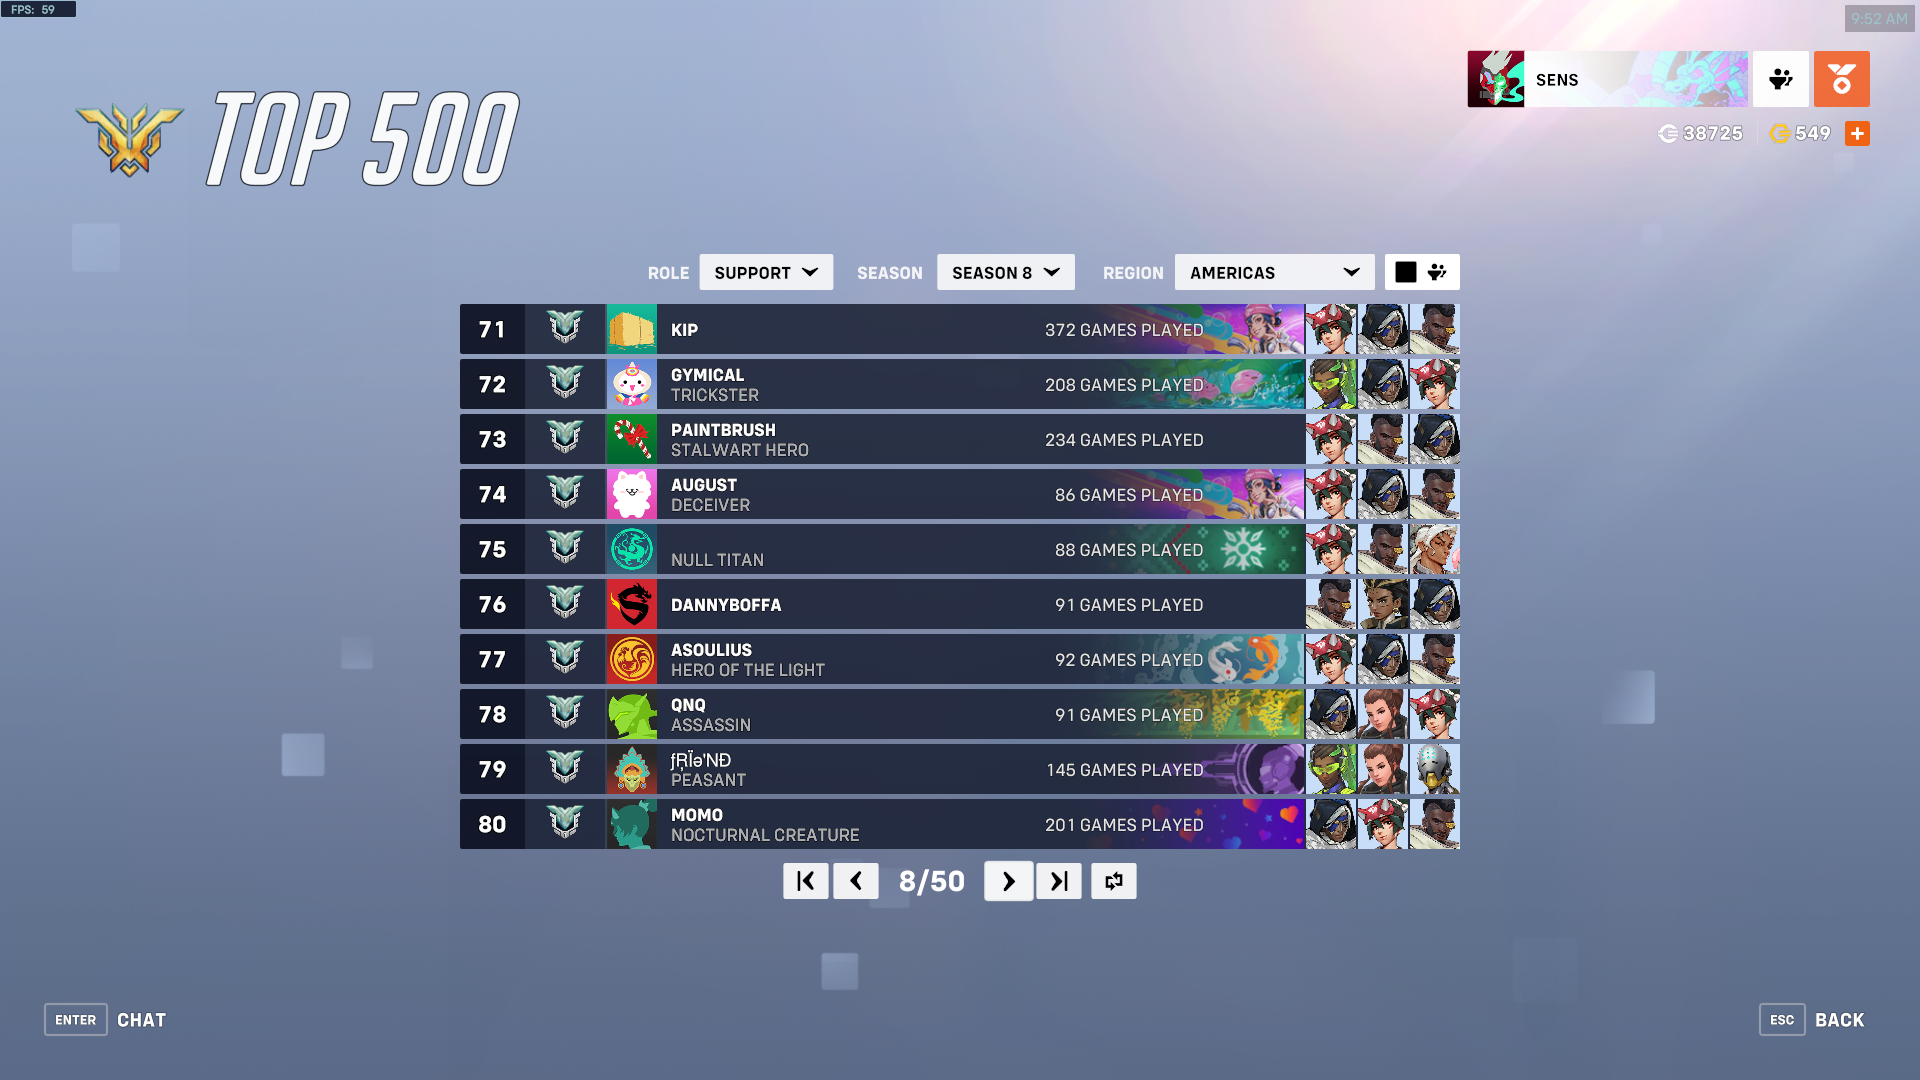 FPS: 59
9:52 AM
SENS
38725
549
TOP 500
ROLE SUPPORT SEASON SEASON 8 REGION AMERICAS
71 KIP 372 GAMES PLAYED
72 GYMICAL 208 GAMES PLAYED
TRICKSTER
73 PAINTBRUSH 234 GAMES PLAYED
STALWART HERO
74 AUGUST 86 GAMES PLAYED
DECEIVER
75 88 GAMES PLAYED
NULL TITAN
76 DANNYBOFFA 91 GAMES PLAYED
77 ASOULIUS 92 GAMES PLAYED
HERO OF THE LIGHT
78 QNQ 91 GAMES PLAYED
ASSASSIN
79 ƒŖÏə'NĐ 145 GAMES PLAYED
PEASANT
80 MOMO 201 GAMES PLAYED
NOCTURNAL CREATURE
8/50
ENTER CHAT
ESC BACK